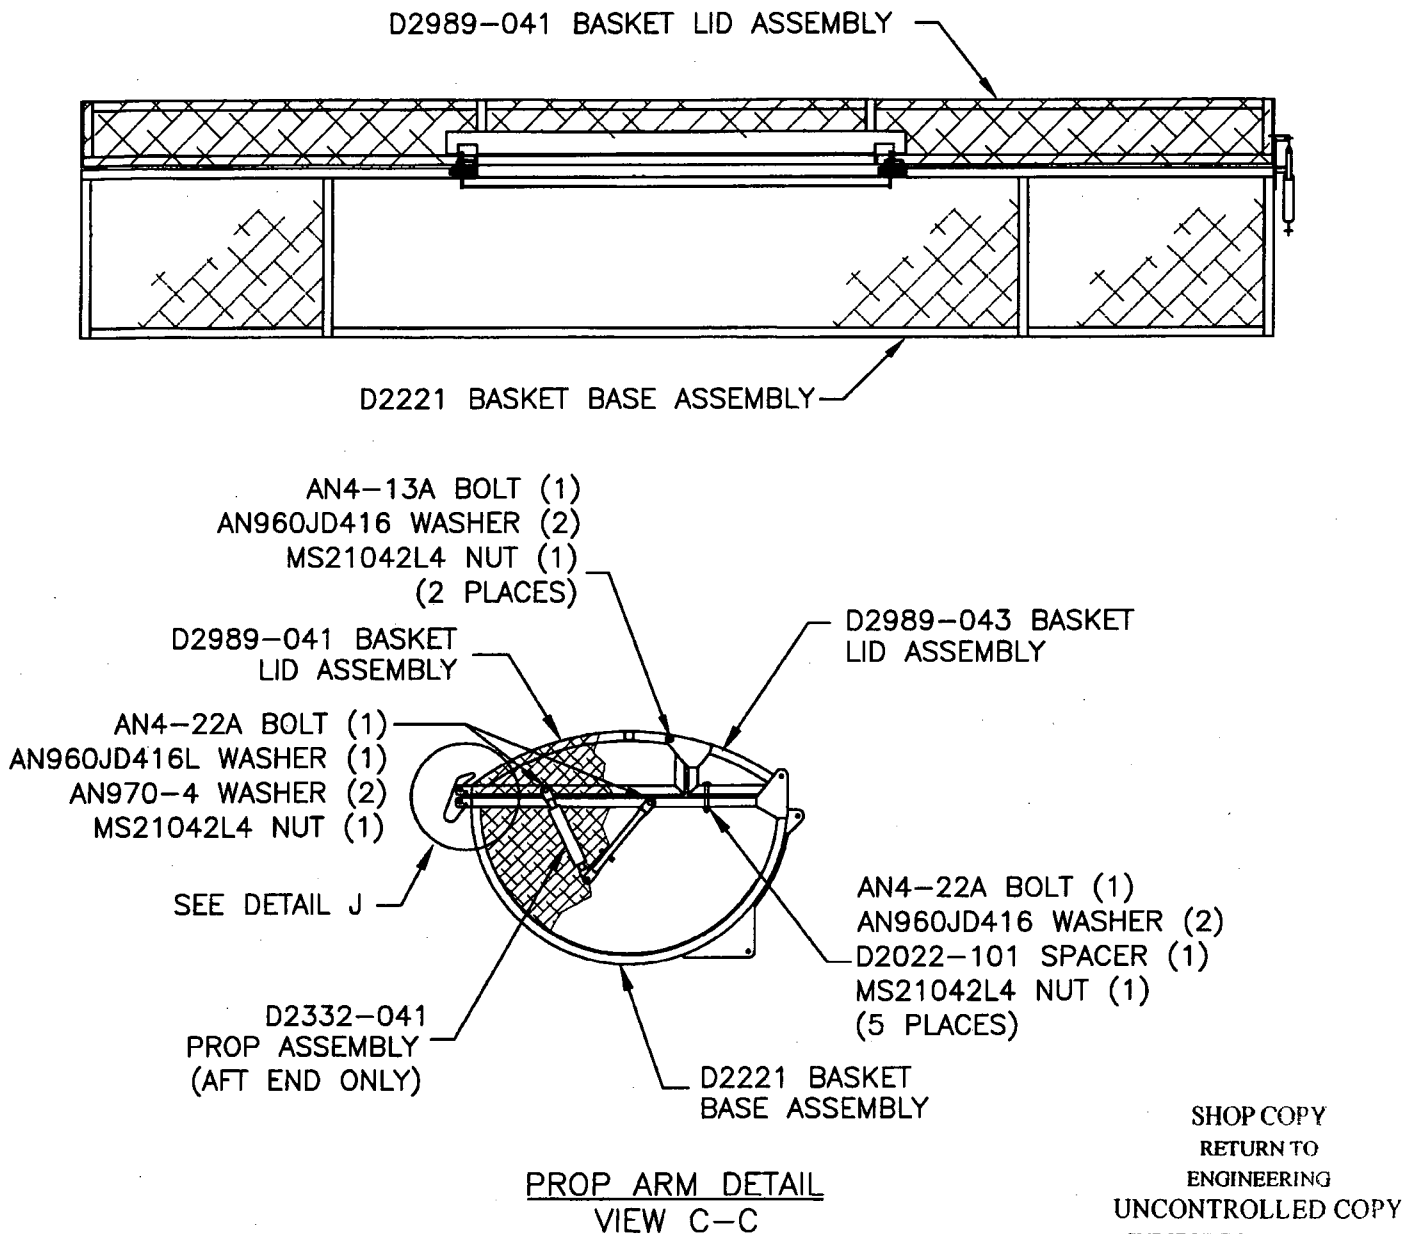 D2989-041 BASKET LID ASSEMBLY
D2221 BASKET BASE ASSEMBLY
AN4-13A BOLT (1)
AN960JD416 WASHER (2)
MS21042L4 NUT (1)
(2 PLACES)
D2989-041 BASKET
LID ASSEMBLY
D2989-043 BASKET
LID ASSEMBLY
AN4-22A BOLT (1)
AN960JD416L WASHER (1)
AN970-4 WASHER (2)
MS21042L4 NUT (1)
SEE DETAIL J
AN4-22A BOLT (1)
AN960JD416 WASHER (2)
D2022-101 SPACER (1)
MS21042L4 NUT (1)
(5 PLACES)
D2332-041
PROP ASSEMBLY
(AFT END ONLY)
D2221 BASKET
BASE ASSEMBLY
PROP ARM DETAIL
VIEW C-C
SHOP COPY
RETURN TO
ENGINEERING
UNCONTROLLED COPY